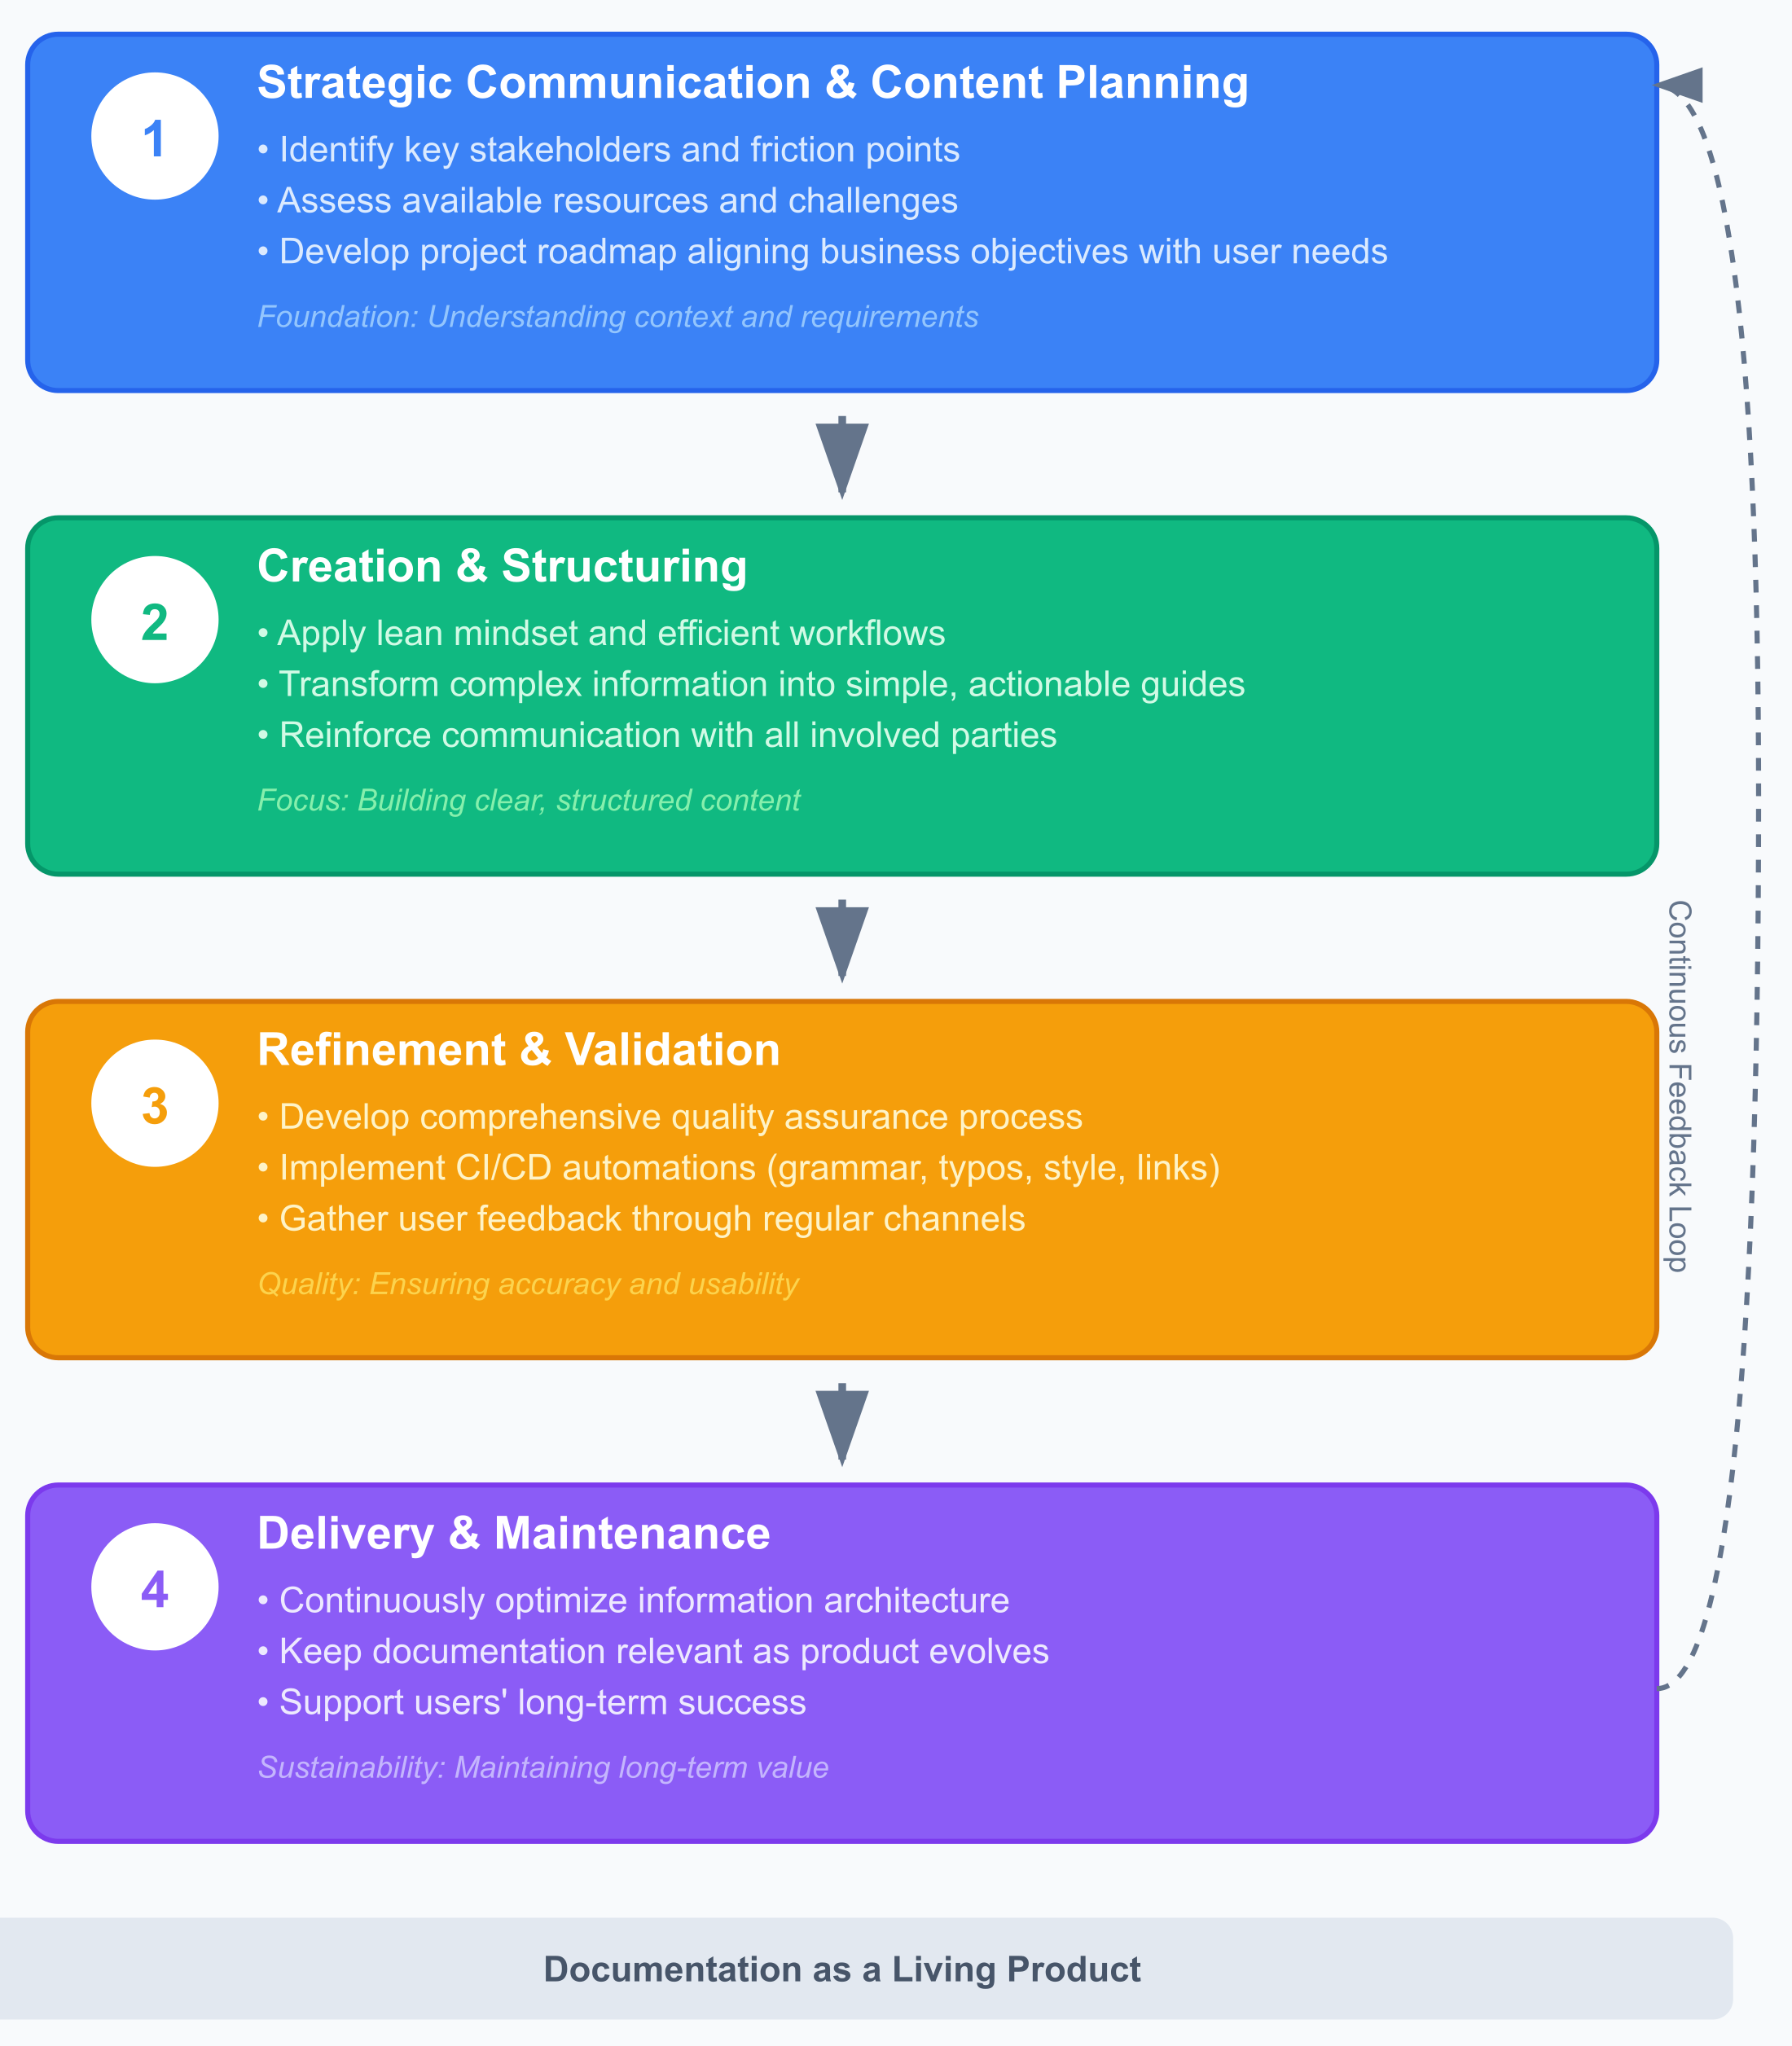 Strategic Communication & Content Planning
1
• Identify key stakeholders and friction points
• Assess available resources and challenges
• Develop project roadmap aligning business objectives with user needs
Foundation: Understanding context and requirements
Creation & Structuring
2
• Apply lean mindset and efficient workflows
• Transform complex information into simple, actionable guides
• Reinforce communication with all involved parties
Focus: Building clear, structured content
Continuous Feedback Loop
Refinement & Validation
3
• Develop comprehensive quality assurance process
• Implement CI/CD automations (grammar, typos, style, links)
• Gather user feedback through regular channels
Quality: Ensuring accuracy and usability
Delivery & Maintenance
4
• Continuously optimize information architecture
• Keep documentation relevant as product evolves
• Support users' long-term success
Sustainability: Maintaining long-term value
Documentation as a Living Product